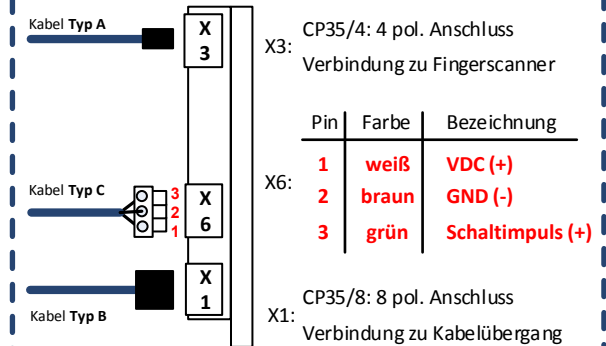 Kabel Typ A
X
3
X3:
CP35/4: 4 pol. Anschluss
Verbindung zu Fingerscanner
Kabel Typ C
3
2
1
X
6
X6:
Pin Farbe Bezeichnung
1 weiß VDC (+)
2 braun GND (-)
3 grün Schaltimpuls (+)
Kabel Typ B
X
1
X1:
CP35/8: 8 pol. Anschluss
Verbindung zu Kabelübergang